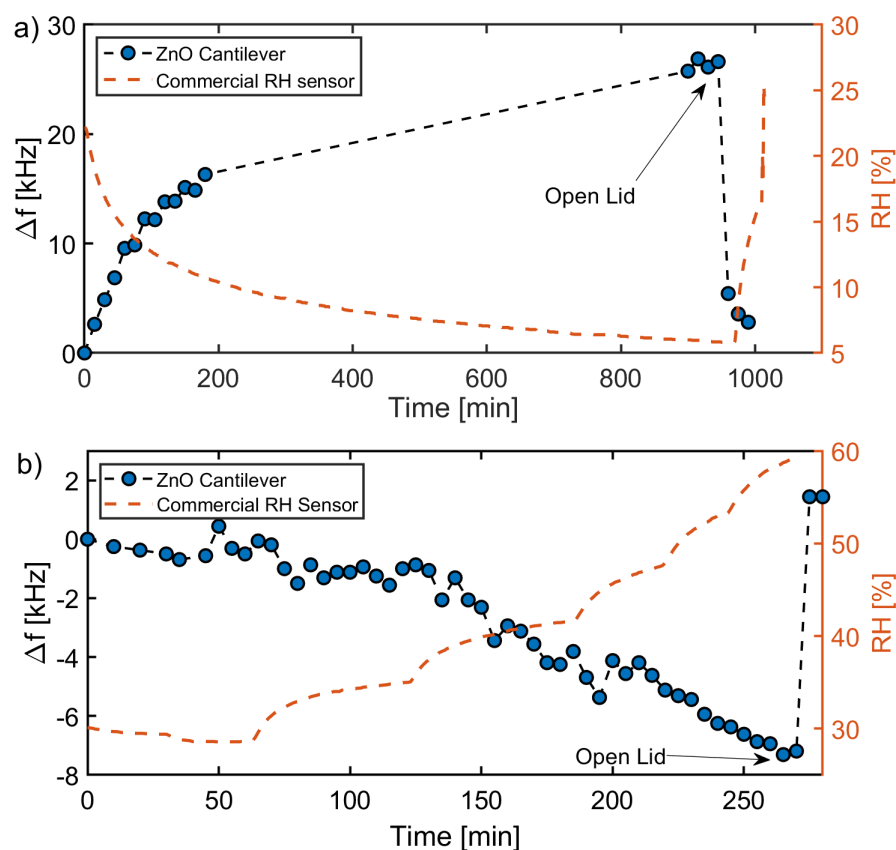 a)
30
20
10
0
Δf [kHz]
ZnO Cantilever
Commercial RH sensor
Open Lid
30
25
20
15
10
5
RH [%]
0 200 400 600 800 1000
Time [min]
b)
2
0
-2
-4
-6
-8
Δf [kHz]
ZnO Cantilever
Commercial RH Sensor
Open Lid
60
50
40
30
RH [%]
0 50 100 150 200 250
Time [min]